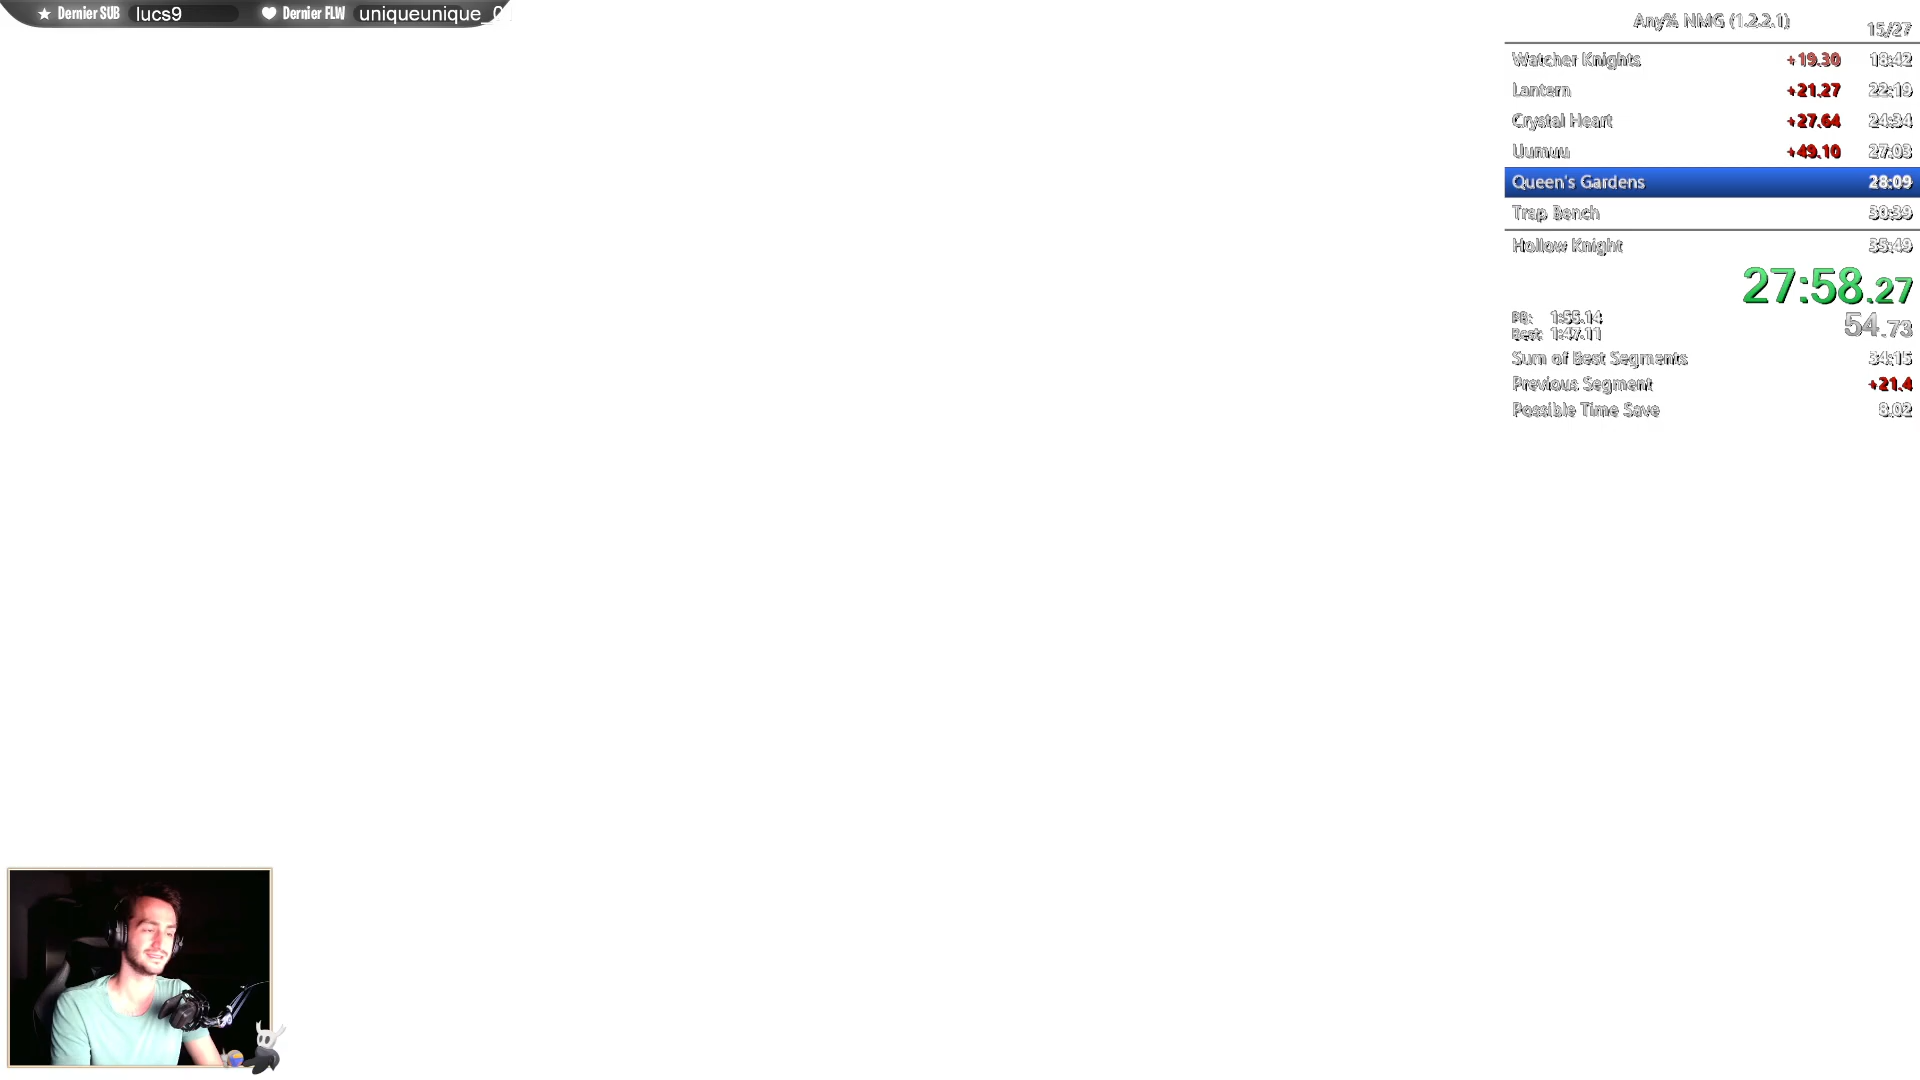 Dernier SUB lucs9 Dernier FLW uniqueunique_0
Any% NMG (1.2.2.1)
15/27
Watcher Knights +19.30 18:42
Lantern +21.27 22:19
Crystal Heart +27.64 24:34
Uumuu +49.10 27:03
Queen's Gardens 28:09
Trap Bench 30:39
Hollow Knight 35:49
27:58.27
PB: 1:55.14
54.73
Best: 1:47.11
Sum of Best Segments 34:15
Previous Segment +21.4
Possible Time Save 8.02